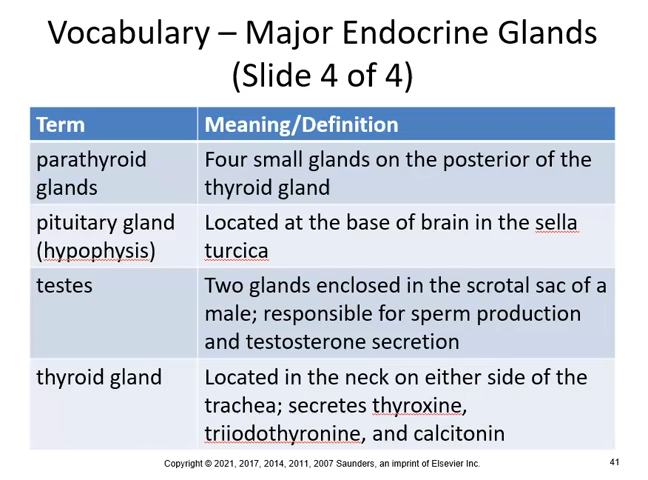 Vocabulary – Major Endocrine Glands
(Slide 4 of 4)
Term
Meaning/Definition
parathyroid
glands
Four small glands on the posterior of the
thyroid gland
pituitary gland
(hypophysis)
Located at the base of brain in the sella
turcica
testes
Two glands enclosed in the scrotal sac of a
male; responsible for sperm production
and testosterone secretion
thyroid gland
Located in the neck on either side of the
trachea; secretes thyroxine,
triiodothyronine, and calcitonin
Copyright © 2021, 2017, 2014, 2011, 2007 Saunders, an imprint of Elsevier Inc.
41